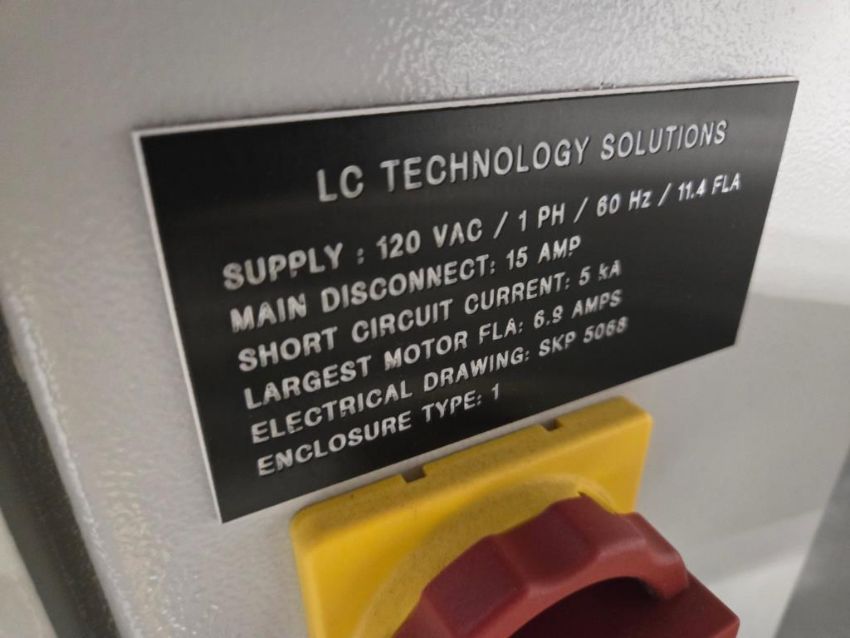 LC TECHNOLOGY SOLUTIONS
SUPPLY : 120 VAC / 1 PH / 60 Hz / 11.4 FLA
MAIN DISCONNECT: 15 AMP
SHORT CIRCUIT CURRENT: 5 kA
LARGEST MOTOR FLA: 6.9 AMPS
ELECTRICAL DRAWING: SKP 5068
ENCLOSURE TYPE: 1